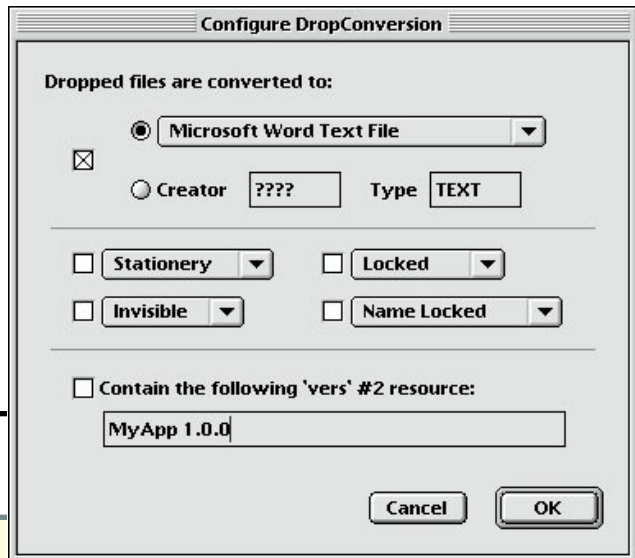 Configure DropConversion
Dropped files are converted to:
Microsoft Word Text File
Creator ???? Type TEXT
Stationery Locked
Invisible Name Locked
Contain the following 'vers' #2 resource:
MyApp 1.0.0
Cancel OK